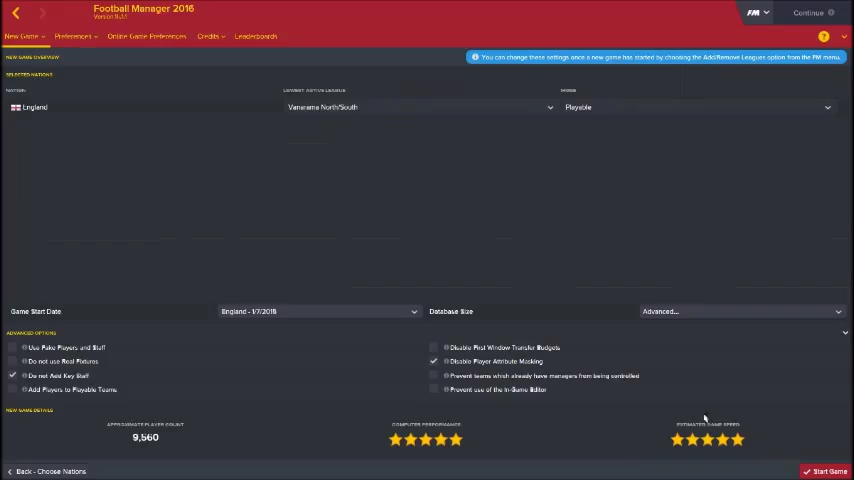 Football Manager 2016
FM
Continue
New Game
Preferences
Online Game Preferences
Credits
Leaderboards
?
NEW GAME OVERVIEW
You can change these settings once a new game has started by choosing the Add/Remove Leagues option from the FM menu.
SELECTED NATIONS
NATION
LOWEST ACTIVE LEAGUE
MODE
England
Vanarama North/South
Playable
Game Start Date
England - 1/7/2015
Database Size
Advanced...
ADVANCED OPTIONS
Use Fake Players and Staff
Disable First Window Transfer Budgets
Do not use Real Fixtures
Disable Player Attribute Masking
Do not Add Key Staff
Prevent teams which already have managers from being controlled
Add Players to Playable Teams
Prevent use of the In-Game Editor
NEW GAME DETAILS
APPROXIMATE PLAYER COUNT
COMPUTER PERFORMANCE
ESTIMATED GAME SPEED
9,560
Back - Choose Nations
Start Game